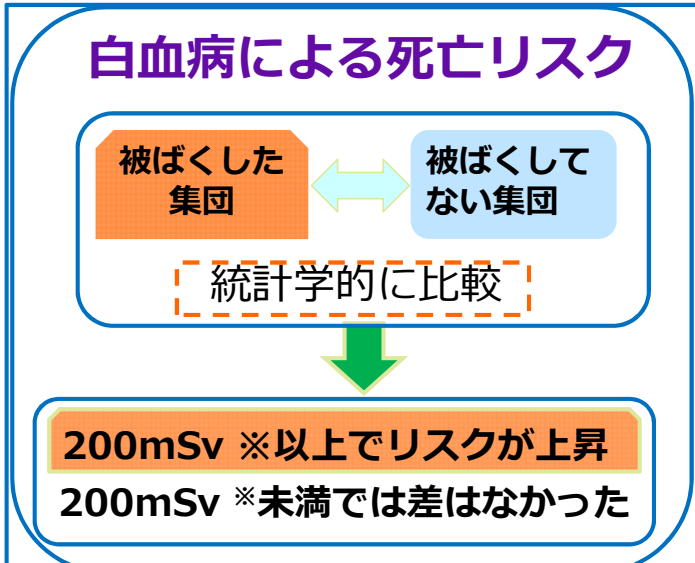 白血病による死亡リスク
被ばくした
集団
被ばくして
ない集団
統計学的に比較
200mSv ※以上でリスクが上昇
200mSv ※未満では差はなかった